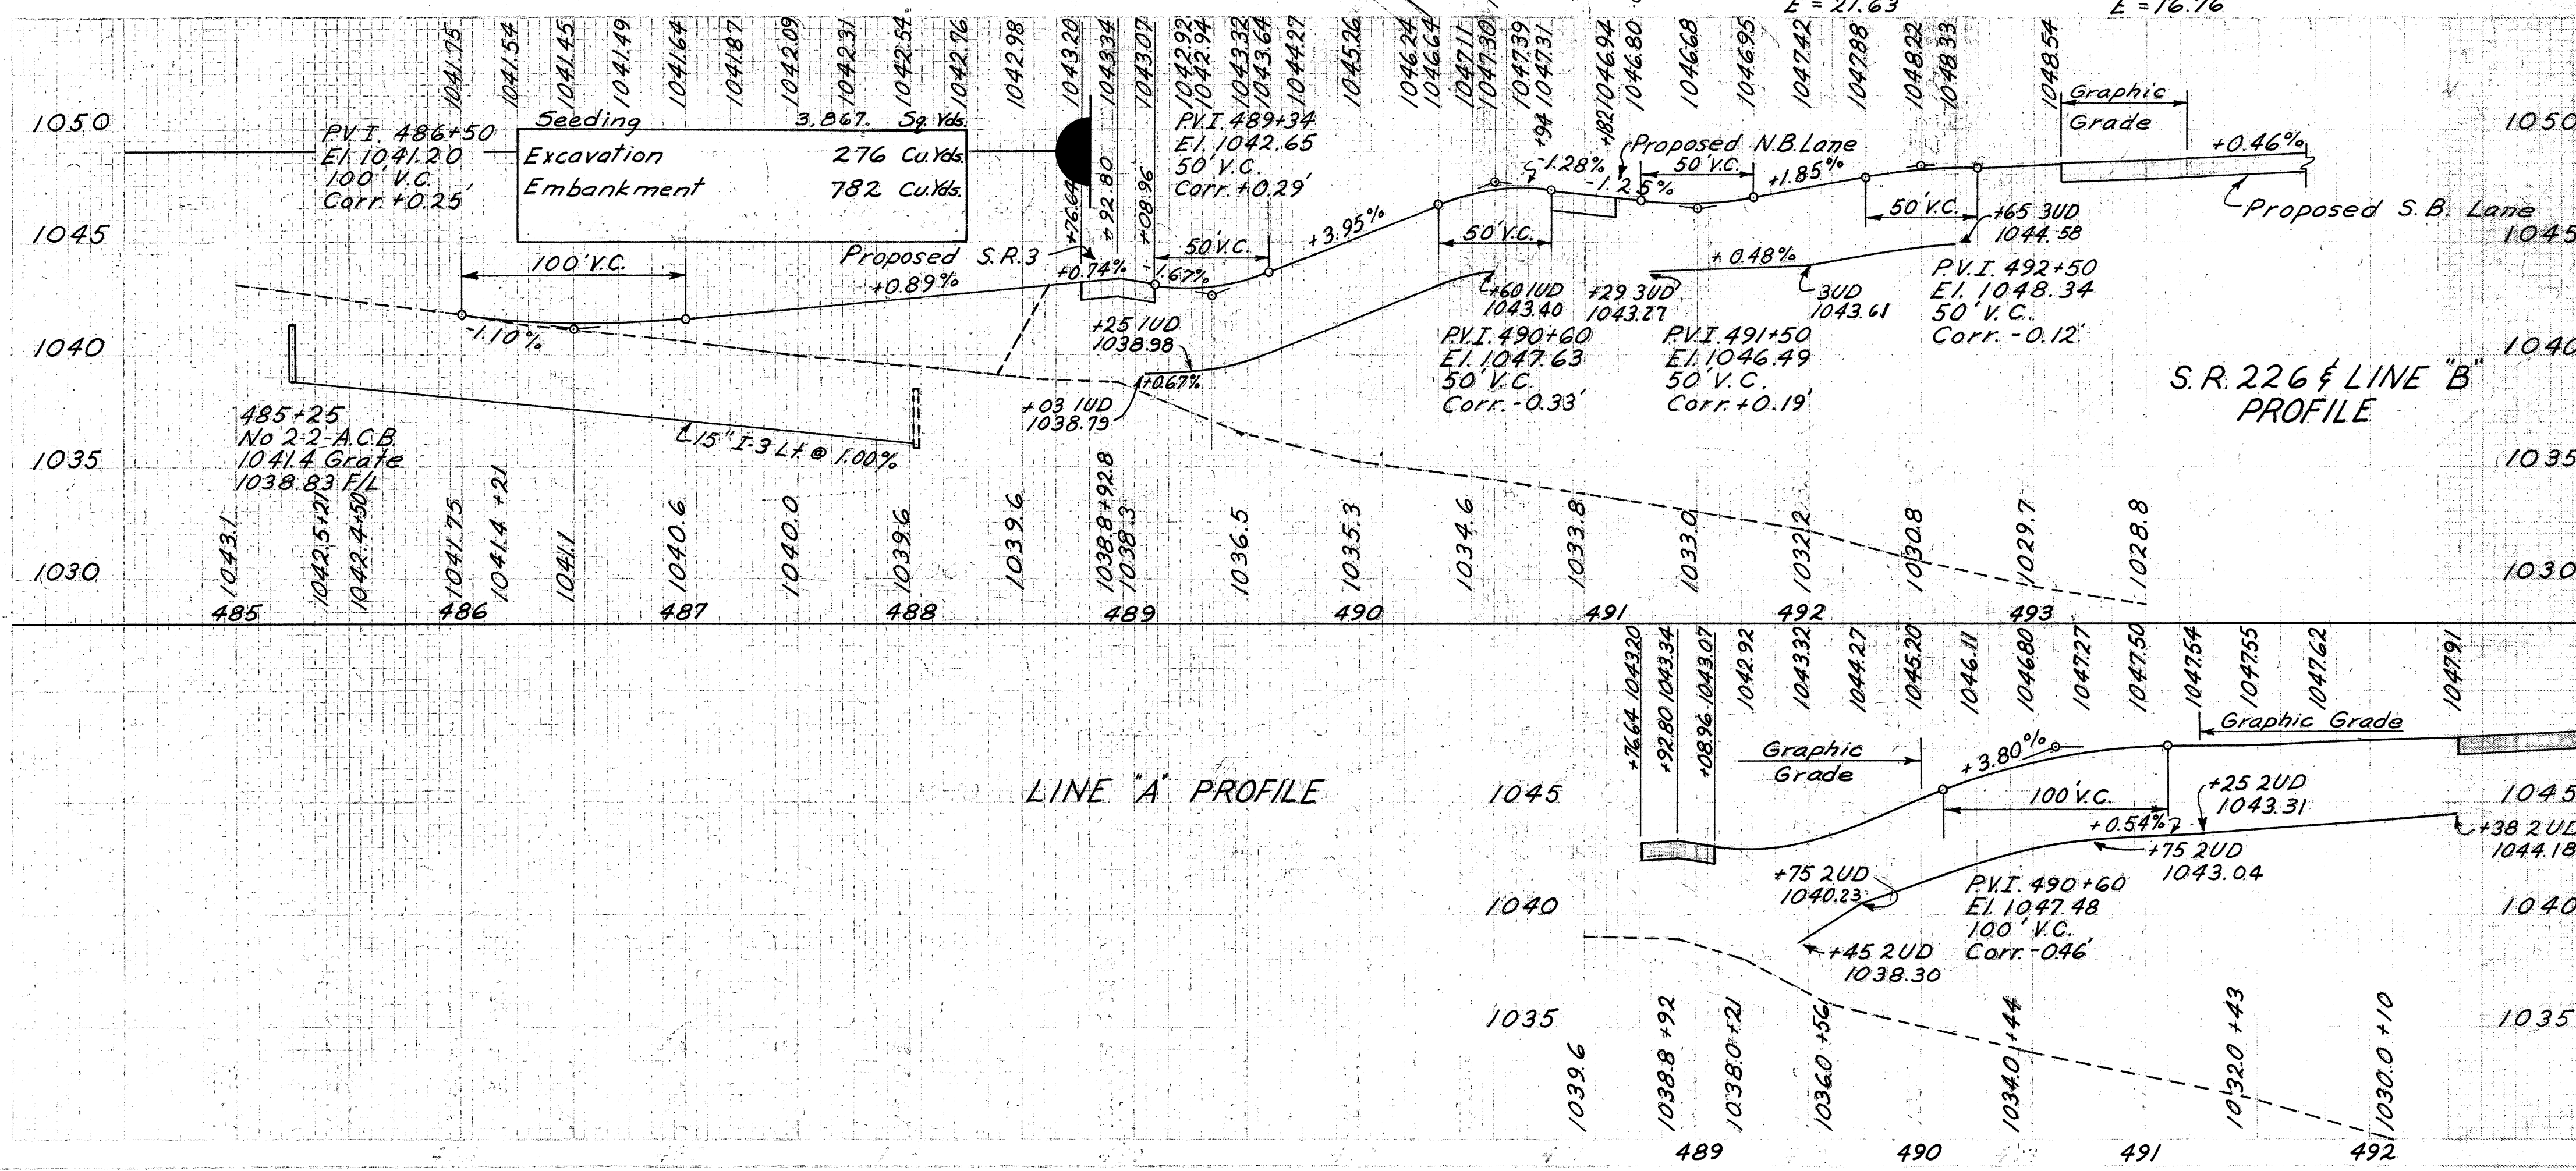 E = 21.63
E = 16.76
1041.75
1041.54
1041.45
1041.49
1041.64
1041.87
1042.09
1042.31
1042.54
1042.76
1042.98
1043.20
1043.34
1043.07
1042.92
1042.94
1043.32
1043.64
1044.27
1045.26
1046.24
1046.64
1047.11
1047.30
1047.39
+94 1047.31
+82 1046.94
1046.80
1046.68
1046.95
1047.42
1047.88
1048.22
1048.33
1048.54
1050
1050
P.V.I. 486+50
El. 1041.20
100' V.C.
Corr. +0.25'
Seeding 3,867. Sq. Yds.
Excavation 276 Cu.Yds.
Embankment 782 Cu.Yds.
+76.64
+92.80
+08.96
P.V.I. 489+34
El. 1042.65
50' V.C.
Corr. +0.29'
Proposed N.B. Lane
-1.28%
-1.25%
50' V.C.
+1.85%
Graphic
Grade
+0.46%
Proposed S.B. Lane
1045
1045
100' V.C.
Proposed S.R. 3
+0.89%
+0.74%
-1.67%
50' V.C.
+3.95%
50' V.C.
50' V.C.
+65 3UD
1044.58
+0.48%
-1.10%
+60 1UD
1043.40
+29 3UD
1043.27
3UD
1043.61
P.V.I. 492+50
El. 1048.34
50' V.C.
Corr. -0.12'
1040
1040
+25 1UD
1038.98
+0.67%
+03 1UD
1038.79
P.V.I. 490+60
El. 1047.63
50' V.C.
Corr. -0.33'
P.V.I. 491+50
El. 1046.49
50' V.C.
Corr. +0.19'
S.R. 226 & LINE "B"
PROFILE
485+25
No 2-2-A.C.B.
1041.4 Grate
1038.83 F/L
15" I-3 Lt. @ 1.00%
1035
1035
1030
1030
1043.1
1042.5 +21
1042.4 +50
1041.75
1041.4 +21
1041.1
1040.6
1040.0
1039.6
1039.6
1038.8 +92.8
1038.3
1036.5
1035.3
1034.6
1033.8
1033.0
1032.2
1030.8
1029.7
1028.8
485 486 487 488 489 490 491 492 493
+76.64 1043.20
+92.80 1043.34
+08.96 1043.07
1042.92
1043.32
1044.27
1045.20
1046.11
1046.80
1047.27
1047.50
1047.54
1047.55
1047.62
1047.91
LINE "A" PROFILE
Graphic
Grade
+3.80%
Graphic Grade
1045
1045
100' V.C.
+25 2UD
1043.31
+0.54%
+38 2UD
1044.18
+75 2UD
1043.04
+75 2UD
1040.23
P.V.I. 490+60
El. 1047.48
100' V.C.
Corr. -0.46'
1040
1040
+45 2UD
1038.30
1035
1035
1039.6
1038.8 +92
1038.0 +21
1036.0 +56
1034.0 +44
1032.0 +43
1030.0 +10
489 490 491 492